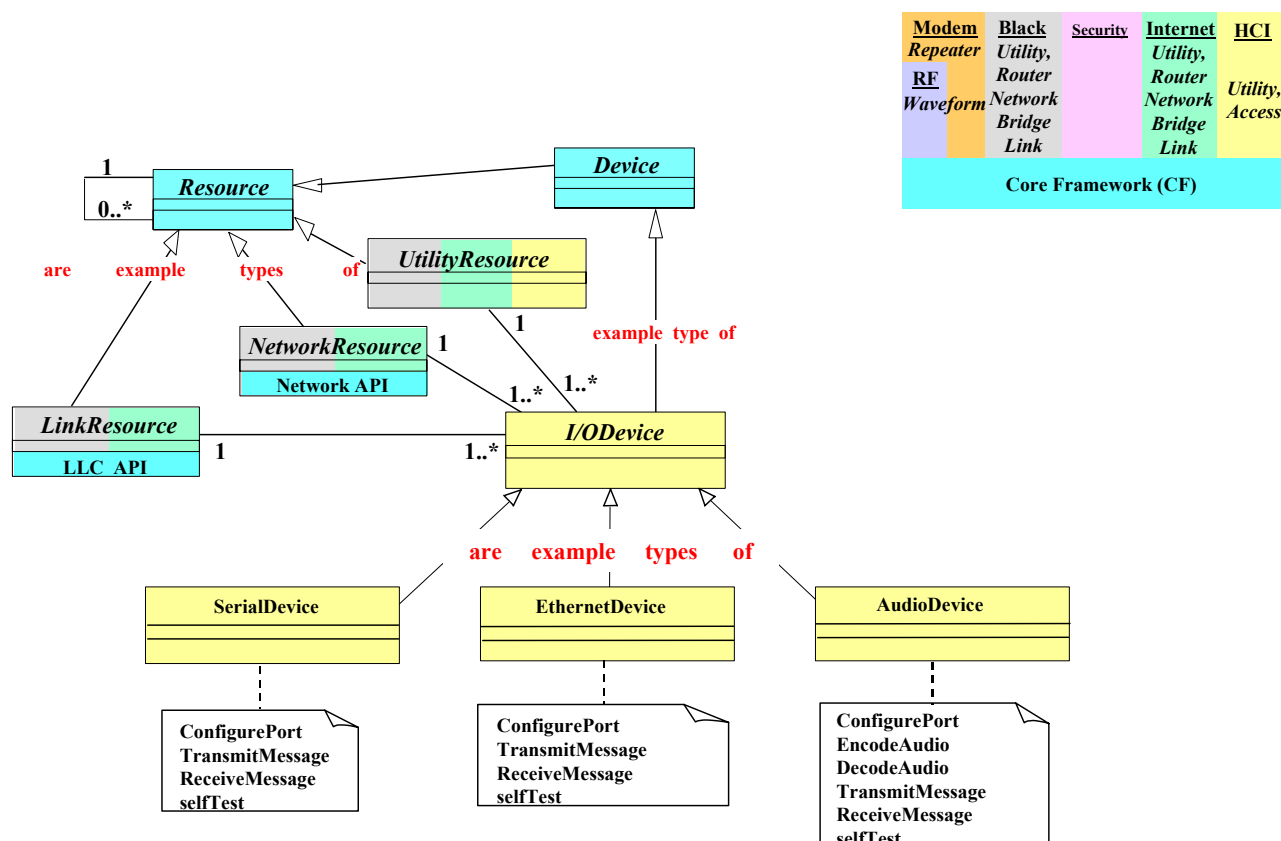 Modem
Repeater
RF
Waveform
Black
Utility,
Router
Network
Bridge
Link
Security
Internet
Utility,
Router
Network
Bridge
Link
HCI
Utility,
Access
Core Framework (CF)
1
0..*
Resource
Device
are example types of
UtilityResource
1
example type of
NetworkResource
Network API
1
1..*
1..*
LinkResource
LLC API
1
1..*
I/ODevice
are example types of
SerialDevice
EthernetDevice
AudioDevice
ConfigurePort
TransmitMessage
ReceiveMessage
selfTest
ConfigurePort
TransmitMessage
ReceiveMessage
selfTest
ConfigurePort
EncodeAudio
DecodeAudio
TransmitMessage
ReceiveMessage
selfTest